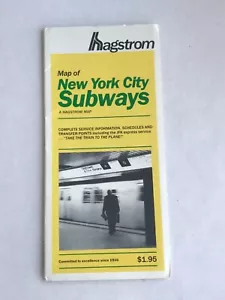 Hagstrom
Map of
New York City
Subways
A HAGSTROM MAP
COMPLETE SERVICE INFORMATION, SCHEDULES AND
TRANSFER POINTS including the JFK express service
"TAKE THE TRAIN TO THE PLANE"
Committed to excellence since 1916
$1.95